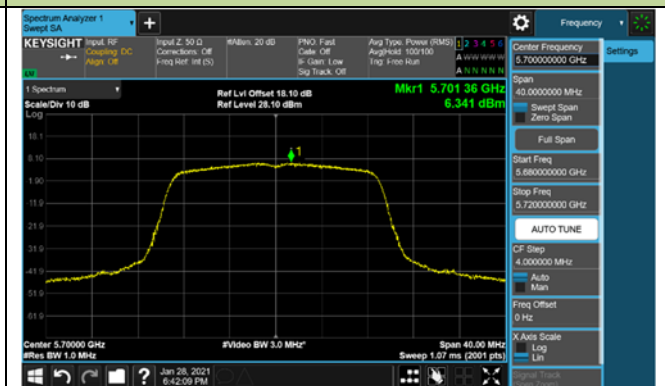 Spectrum Analyzer 1
Swept SA
+
Frequency
KEYSIGHT
Input: RF
Coupling: DC
Align: Off
Input Z: 50 Ω
Corrections: Off
Freq Ref: Int (S)
#Atten: 20 dB
PNO: Fast
Gate: Off
IF Gain: Low
Sig Track: Off
Avg Type: Power (RMS)
Avg|Hold: 100/100
Trig: Free Run
1 2 3 4 5 6
A W W W W W
A N N N N N
1 Spectrum
Scale/Div 10 dB
Log
Ref Lvl Offset 18.10 dB
Ref Level 28.10 dBm
Mkr1 5.701 36 GHz
6.341 dBm
18.1
8.10
1
1.90
11.9
21.9
31.9
41.9
51.9
61.9
Center 5.70000 GHz
#Res BW 1.0 MHz
#Video BW 3.0 MHz*
Span 40.00 MHz
Sweep 1.07 ms (2001 pts)
Center Frequency
5.700000000 GHz
Settings
Span
40.0000000 MHz
Swept Span
Zero Span
Full Span
Start Freq
5.680000000 GHz
Stop Freq
5.720000000 GHz
AUTO TUNE
CF Step
4.000000 MHz
Auto
Man
Freq Offset
0 Hz
X Axis Scale
Log
Lin
Signal Track
?
Jan 28, 2021
6:42:09 PM